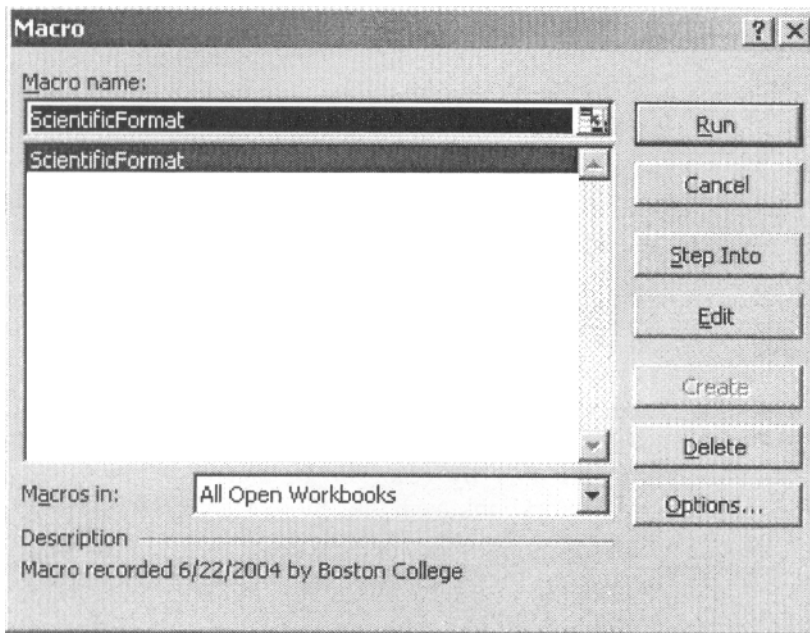 Macro
Macro name:
ScientificFormat
ScientificFormat
Run
Cancel
Step Into
Edit
Create
Delete
Options...
Macros in:
All Open Workbooks
Description
Macro recorded 6/22/2004 by Boston College